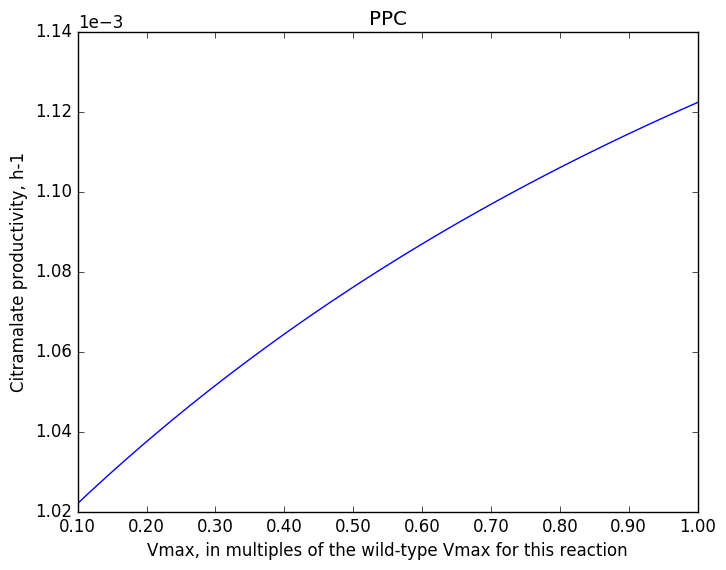 PPC
1e−3
1.14
1.12
1.10
1.08
1.06
1.04
1.02
Citramalate productivity, h-1
0.10 0.20 0.30 0.40 0.50 0.60 0.70 0.80 0.90 1.00
Vmax, in multiples of the wild-type Vmax for this reaction